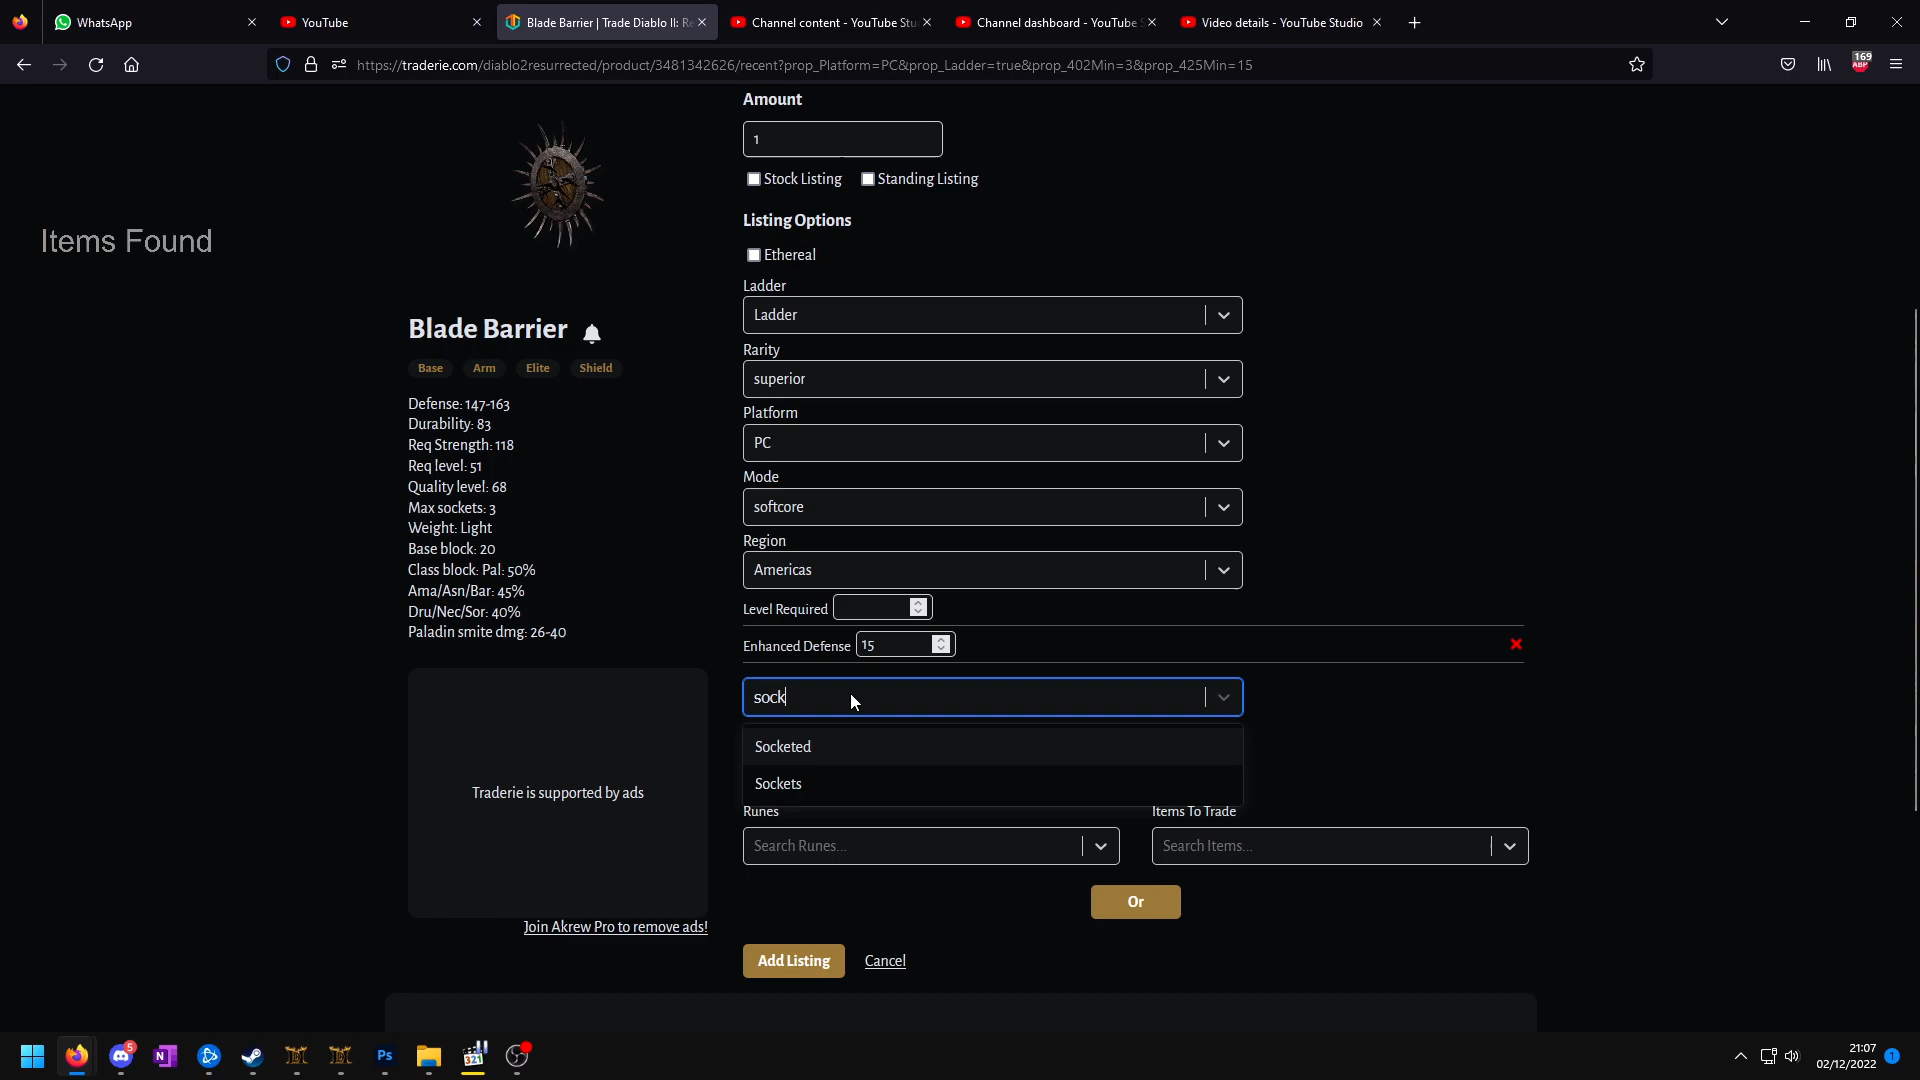 WhatsApp
YouTube
Blade Barrier | Trade Diablo II: Re
Channel content - YouTube Stu
Channel dashboard - YouTube S
Video details - YouTube Studio
https://traderie.com/diablo2resurrected/product/3481342626/recent?prop_Platform=PC&prop_Ladder=true&prop_402Min=3&prop_425Min=15
169
ABP
Items Found
Blade Barrier
Base
Arm
Elite
Shield
Defense: 147-163
Durability: 83
Req Strength: 118
Req level: 51
Quality level: 68
Max sockets: 3
Weight: Light
Base block: 20
Class block: Pal: 50%
Ama/Asn/Bar: 45%
Dru/Nec/Sor: 40%
Paladin smite dmg: 26-40
Traderie is supported by ads
Join Akrew Pro to remove ads!
Amount
1
Stock Listing
Standing Listing
Listing Options
Ethereal
Ladder
Ladder
Rarity
superior
Platform
PC
Mode
softcore
Region
Americas
Level Required
Enhanced Defense 15
sock
Socketed
Sockets
Runes
Items To Trade
Search Runes...
Search Items...
Or
Add Listing
Cancel
5
N
Ps
321
21:07
02/12/2022
1